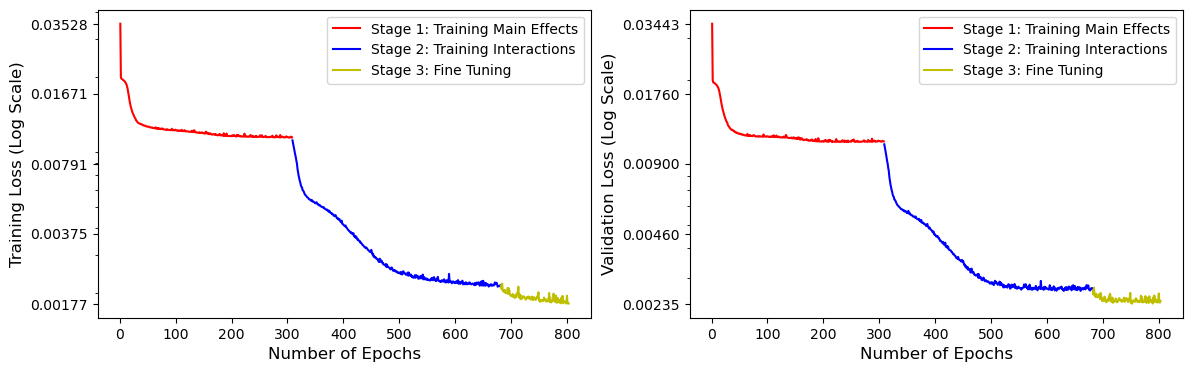 Training Loss (Log Scale)
0.03528
0.01671
0.00791
0.00375
0.00177
Stage 1: Training Main Effects
Stage 2: Training Interactions
Stage 3: Fine Tuning
0 100 200 300 400 500 600 700 800
Number of Epochs
Validation Loss (Log Scale)
0.03443
0.01760
0.00900
0.00460
0.00235
Stage 1: Training Main Effects
Stage 2: Training Interactions
Stage 3: Fine Tuning
0 100 200 300 400 500 600 700 800
Number of Epochs